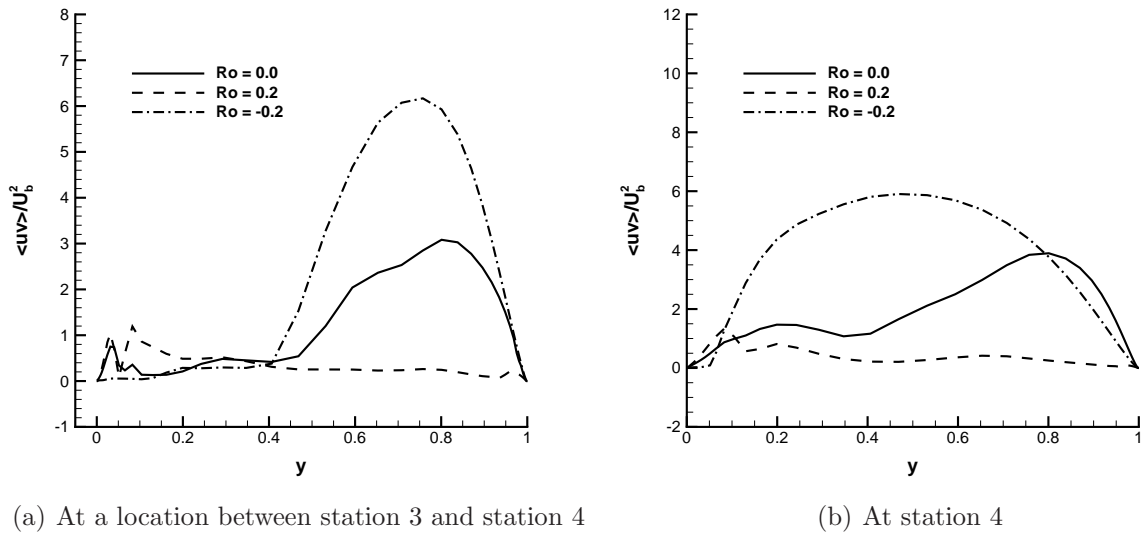 8
7
6
5
4
3
2
1
0
-1
<uv>/U_b^2
Ro = 0.0
Ro = 0.2
Ro = -0.2
0 0.2 0.4 0.6 0.8 1
y
(a) At a location between station 3 and station 4
12
10
8
6
4
2
0
-2
<uv>/U_b^2
Ro = 0.0
Ro = 0.2
Ro = -0.2
0 0.2 0.4 0.6 0.8 1
y
(b) At station 4